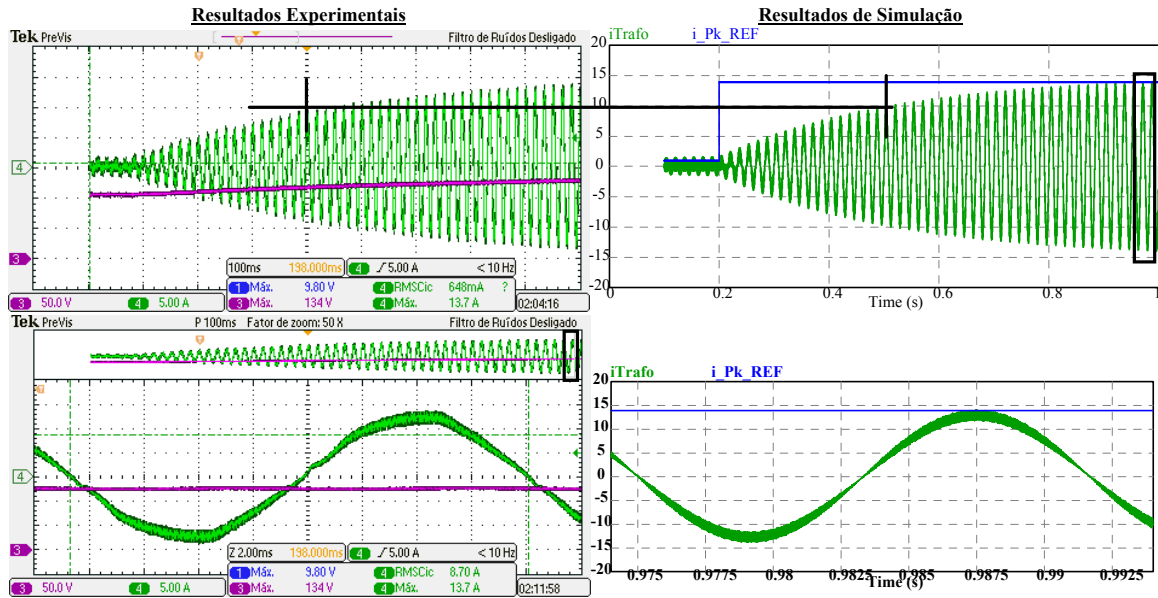 Resultados Experimentais
Resultados de Simulação
Tek PreVis
Filtro de Ruídos Desligado
4
3
100ms 198.000ms 4 5.00 A < 10 Hz
1 Máx. 9.80 V 4 RMSCic 648mA ?
3 Máx. 134 V 4 Máx. 13.7 A
3 50.0 V 4 5.00 A
02:04:16
iTrafo i_Pk_REF
20
15
10
5
0
-5
-10
-15
-20
0 0.2 0.4 0.6 0.8 1
Time (s)
Tek PreVis P 100ms Fator de zoom: 50 X Filtro de Ruídos Desligado
4
3
Z 2.00ms 198.000ms 4 5.00 A < 10 Hz
1 Máx. 9.80 V 4 RMSCic 8.70 A
3 Máx. 134 V 4 Máx. 13.7 A
3 50.0 V 4 5.00 A
02:11:58
iTrafo i_Pk_REF
20
15
10
5
0
-5
-10
-15
-20
0.975 0.9775 0.98 0.9825 0.985 0.9875 0.99 0.9925
Time (s)